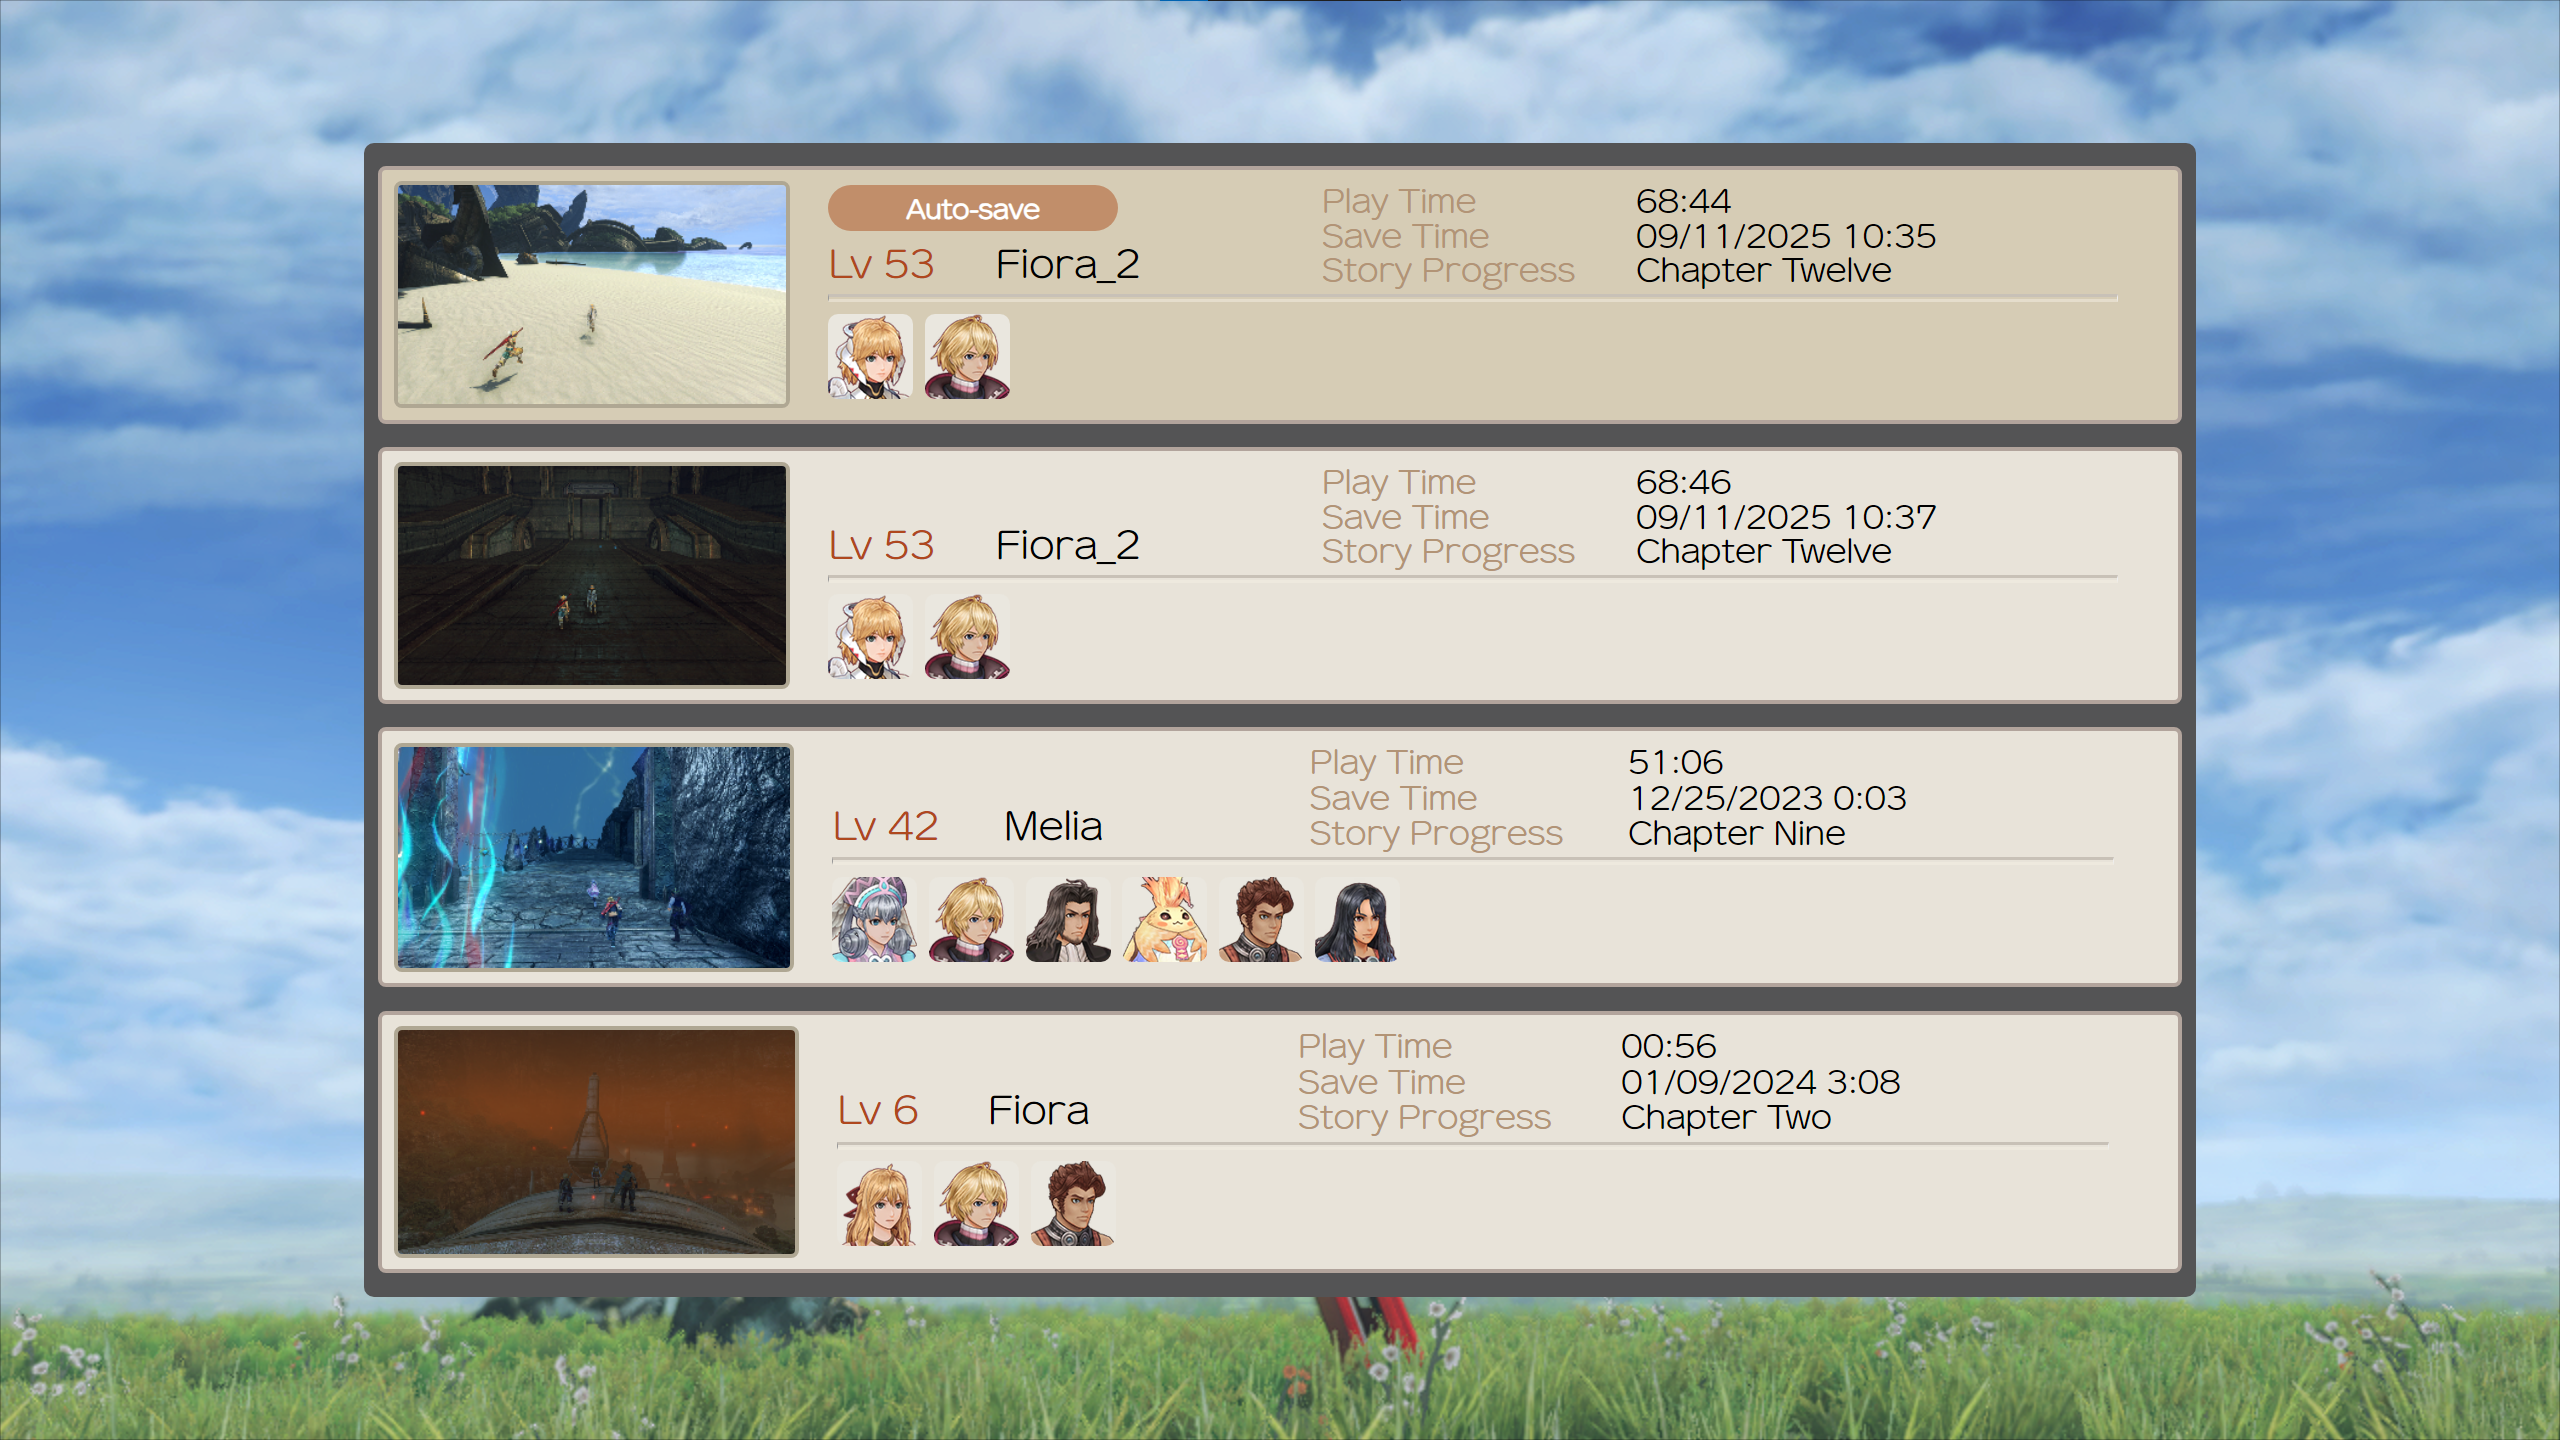 Auto-save
Lv 53 Fiora_2
Play Time 68:44
Save Time 09/11/2025 10:35
Story Progress Chapter Twelve
Lv 53 Fiora_2
Play Time 68:46
Save Time 09/11/2025 10:37
Story Progress Chapter Twelve
Lv 42 Melia
Play Time 51:06
Save Time 12/25/2023 0:03
Story Progress Chapter Nine
Lv 6 Fiora
Play Time 00:56
Save Time 01/09/2024 3:08
Story Progress Chapter Two